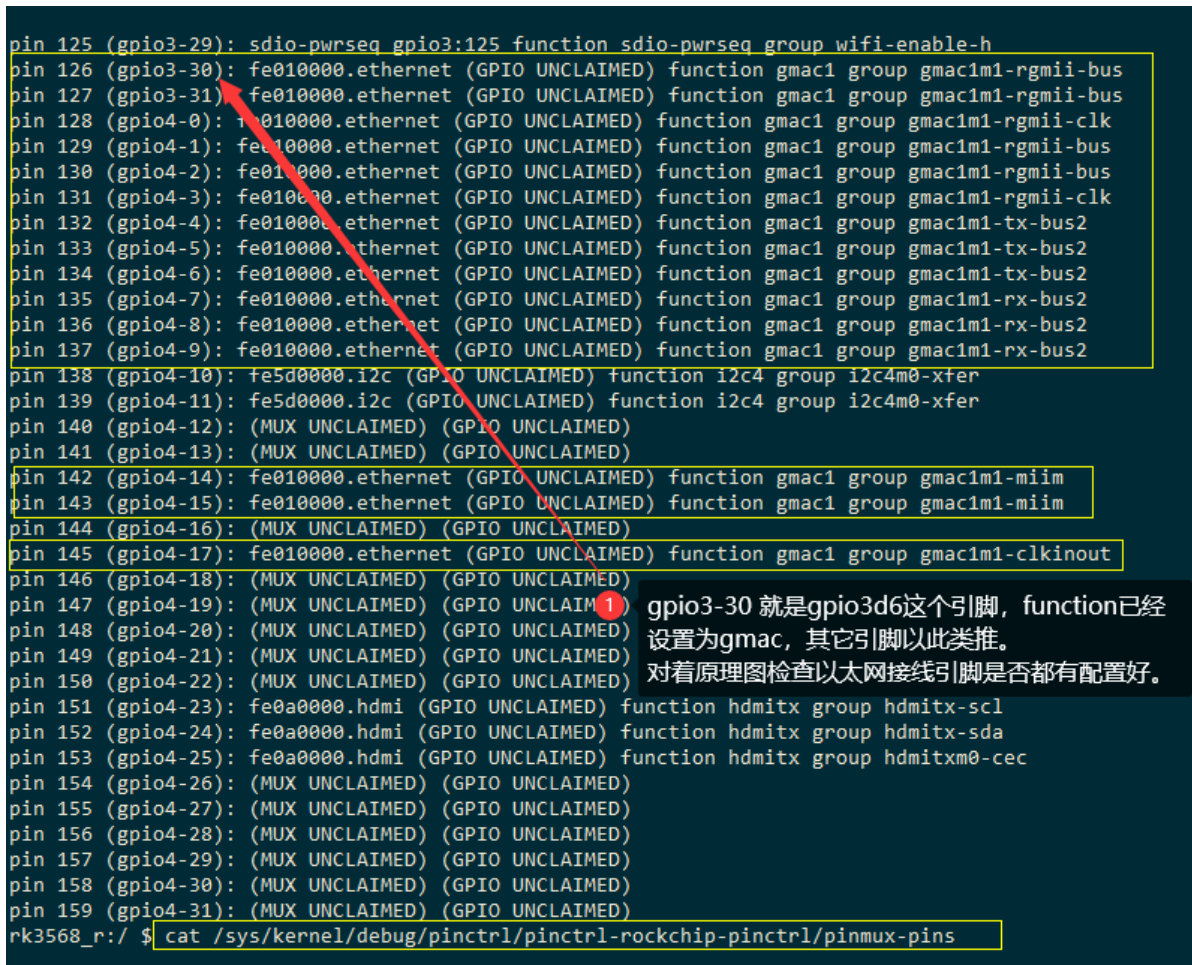 pin 125 (gpio3-29): sdio-pwrseq gpio3:125 function sdio-pwrseq group wifi-enable-h
pin 126 (gpio3-30): fe010000.ethernet (GPIO UNCLAIMED) function gmac1 group gmac1m1-rgmii-bus
pin 127 (gpio3-31): fe010000.ethernet (GPIO UNCLAIMED) function gmac1 group gmac1m1-rgmii-bus
pin 128 (gpio4-0): fe010000.ethernet (GPIO UNCLAIMED) function gmac1 group gmac1m1-rgmii-clk
pin 129 (gpio4-1): fe010000.ethernet (GPIO UNCLAIMED) function gmac1 group gmac1m1-rgmii-bus
pin 130 (gpio4-2): fe010000.ethernet (GPIO UNCLAIMED) function gmac1 group gmac1m1-rgmii-bus
pin 131 (gpio4-3): fe010000.ethernet (GPIO UNCLAIMED) function gmac1 group gmac1m1-rgmii-clk
pin 132 (gpio4-4): fe010000.ethernet (GPIO UNCLAIMED) function gmac1 group gmac1m1-tx-bus2
pin 133 (gpio4-5): fe010000.ethernet (GPIO UNCLAIMED) function gmac1 group gmac1m1-tx-bus2
pin 134 (gpio4-6): fe010000.ethernet (GPIO UNCLAIMED) function gmac1 group gmac1m1-tx-bus2
pin 135 (gpio4-7): fe010000.ethernet (GPIO UNCLAIMED) function gmac1 group gmac1m1-rx-bus2
pin 136 (gpio4-8): fe010000.ethernet (GPIO UNCLAIMED) function gmac1 group gmac1m1-rx-bus2
pin 137 (gpio4-9): fe010000.ethernet (GPIO UNCLAIMED) function gmac1 group gmac1m1-rx-bus2
pin 138 (gpio4-10): fe5d0000.i2c (GPIO UNCLAIMED) function i2c4 group i2c4m0-xfer
pin 139 (gpio4-11): fe5d0000.i2c (GPIO UNCLAIMED) function i2c4 group i2c4m0-xfer
pin 140 (gpio4-12): (MUX UNCLAIMED) (GPIO UNCLAIMED)
pin 141 (gpio4-13): (MUX UNCLAIMED) (GPIO UNCLAIMED)
pin 142 (gpio4-14): fe010000.ethernet (GPIO UNCLAIMED) function gmac1 group gmac1m1-miim
pin 143 (gpio4-15): fe010000.ethernet (GPIO UNCLAIMED) function gmac1 group gmac1m1-miim
pin 144 (gpio4-16): (MUX UNCLAIMED) (GPIO UNCLAIMED)
pin 145 (gpio4-17): fe010000.ethernet (GPIO UNCLAIMED) function gmac1 group gmac1m1-clkinout
pin 146 (gpio4-18): (MUX UNCLAIMED) (GPIO UNCLAIMED)
pin 147 (gpio4-19): (MUX UNCLAIMED) (GPIO UNCLAIM
1
gpio3-30 就是gpio3d6这个引脚，function已经
设置为gmac，其它引脚以此类推。
对着原理图检查以太网接线引脚是否都有配置好。
pin 148 (gpio4-20): (MUX UNCLAIMED) (GPIO UNCLAIMED)
pin 149 (gpio4-21): (MUX UNCLAIMED) (GPIO UNCLAIMED)
pin 150 (gpio4-22): (MUX UNCLAIMED) (GPIO UNCLAIMED)
pin 151 (gpio4-23): fe0a0000.hdmi (GPIO UNCLAIMED) function hdmitx group hdmitx-scl
pin 152 (gpio4-24): fe0a0000.hdmi (GPIO UNCLAIMED) function hdmitx group hdmitx-sda
pin 153 (gpio4-25): fe0a0000.hdmi (GPIO UNCLAIMED) function hdmitx group hdmitxm0-cec
pin 154 (gpio4-26): (MUX UNCLAIMED) (GPIO UNCLAIMED)
pin 155 (gpio4-27): (MUX UNCLAIMED) (GPIO UNCLAIMED)
pin 156 (gpio4-28): (MUX UNCLAIMED) (GPIO UNCLAIMED)
pin 157 (gpio4-29): (MUX UNCLAIMED) (GPIO UNCLAIMED)
pin 158 (gpio4-30): (MUX UNCLAIMED) (GPIO UNCLAIMED)
pin 159 (gpio4-31): (MUX UNCLAIMED) (GPIO UNCLAIMED)
rk3568_r:/ $ cat /sys/kernel/debug/pinctrl/pinctrl-rockchip-pinctrl/pinmux-pins